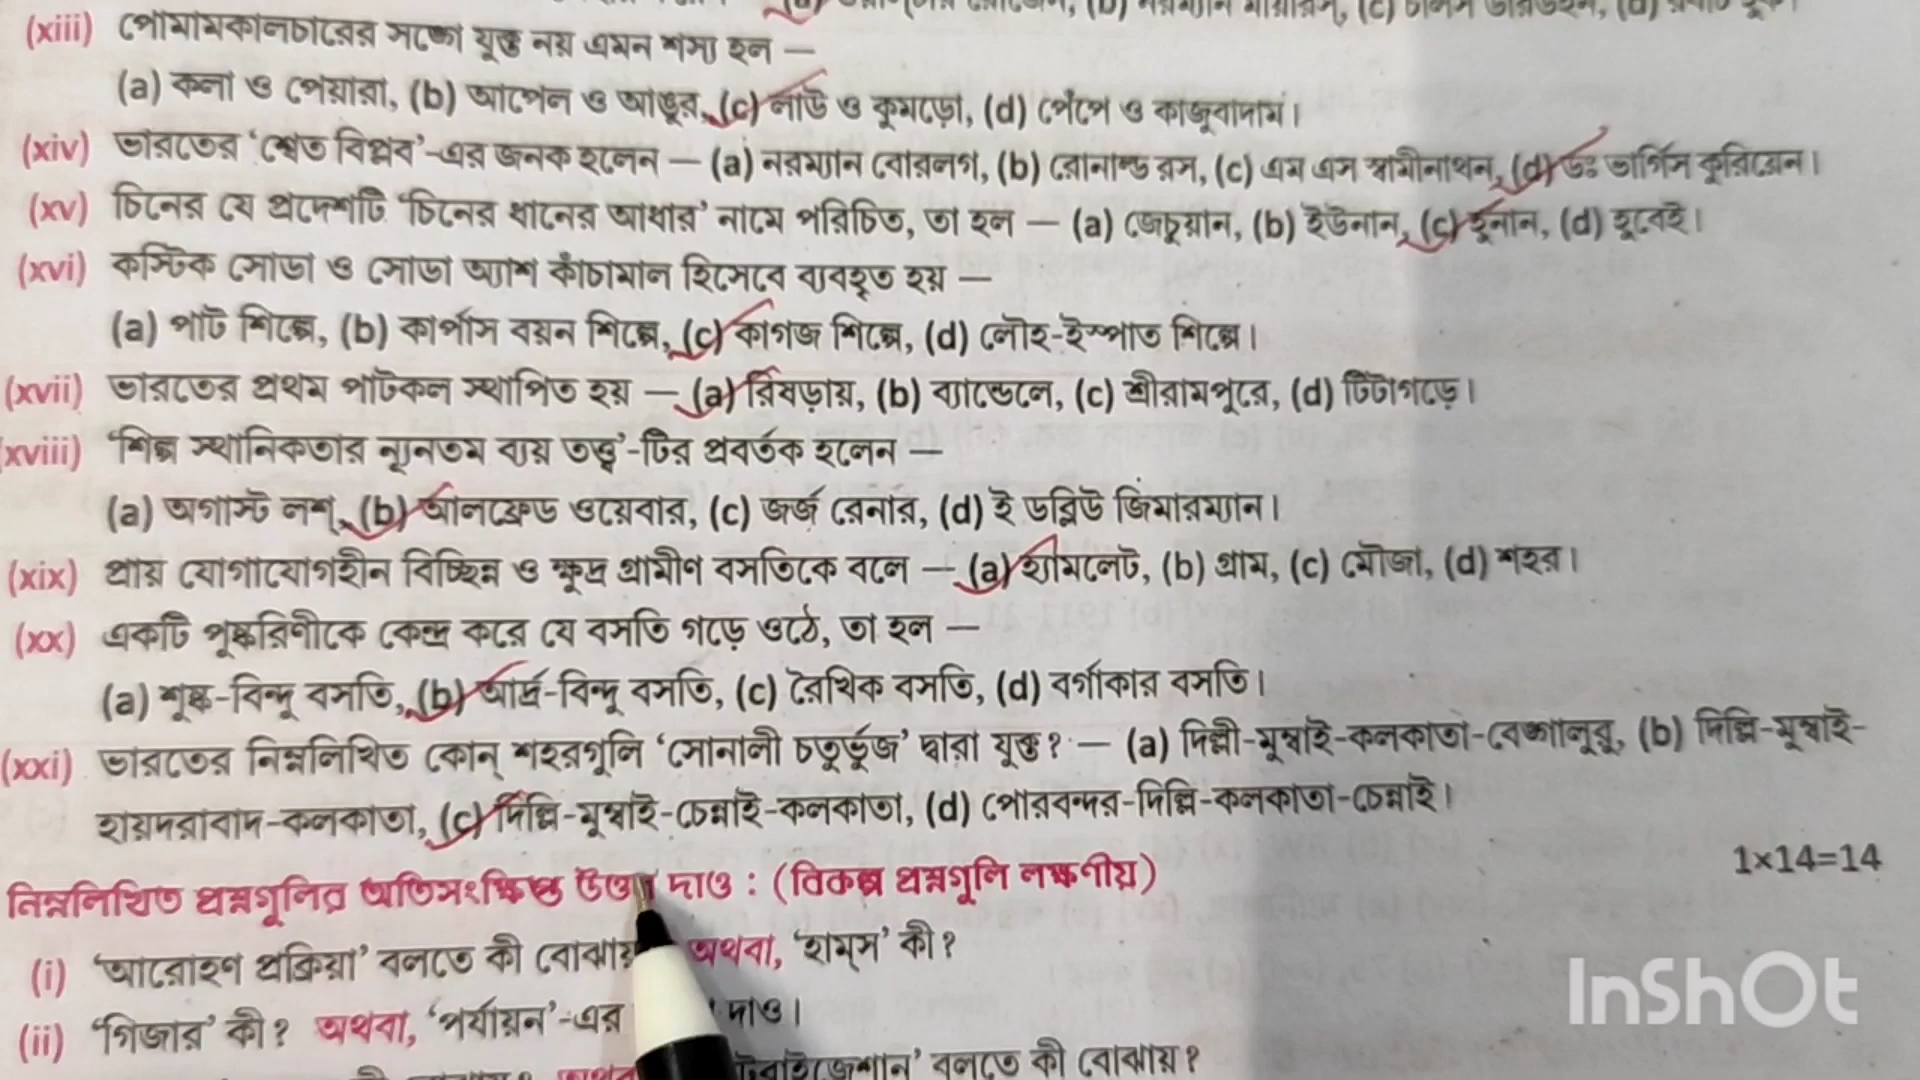 (xiii) পোমামকালচারের সঙ্গে যুক্ত নয় এমন শস্য হল —
(a) কলা ও পেয়ারা, (b) আপেল ও আঙুর, (c) লাউ ও কুমড়ো, (d) পেঁপে ও কাজুবাদাম।
(xiv) ভারতের ‘শ্বেত বিপ্লব’-এর জনক হলেন — (a) নরম্যান বোরলগ, (b) রোনাল্ড রস, (c) এম এস স্বামীনাথন, (d) ডঃ ভার্গিস কুরিয়েন।
(xv) চিনের যে প্রদেশটি ‘চিনের ধানের আধার’ নামে পরিচিত, তা হল — (a) জেচুয়ান, (b) ইউনান, (c) হুনান, (d) হুবেই।
(xvi) কস্টিক সোডা ও সোডা অ্যাশ কাঁচামাল হিসেবে ব্যবহৃত হয় —
(a) পাট শিল্পে, (b) কার্পাস বয়ন শিল্পে, (c) কাগজ শিল্পে, (d) লৌহ-ইস্পাত শিল্পে।
(xvii) ভারতের প্রথম পাটকল স্থাপিত হয় — (a) রিষড়ায়, (b) ব্যান্ডেলে, (c) শ্রীরামপুরে, (d) টিটাগড়ে।
xviii) ‘শিল্প স্থানিকতার ন্যূনতম ব্যয় তত্ত্ব’-টির প্রবর্তক হলেন —
(a) অগাস্ট লশ্, (b) আলফ্রেড ওয়েবার, (c) জর্জ রেনার, (d) ই ডব্লিউ জিমারম্যান।
(xix) প্রায় যোগাযোগহীন বিচ্ছিন্ন ও ক্ষুদ্র গ্রামীণ বসতিকে বলে — (a) হ্যামলেট, (b) গ্রাম, (c) মৌজা, (d) শহর।
(xx) একটি পুষ্করিণীকে কেন্দ্র করে যে বসতি গড়ে ওঠে, তা হল —
(a) শুষ্ক-বিন্দু বসতি, (b) আর্দ্র-বিন্দু বসতি, (c) রৈখিক বসতি, (d) বর্গাকার বসতি।
(xxi) ভারতের নিম্নলিখিত কোন্ শহরগুলি ‘সোনালী চতুর্ভুজ’ দ্বারা যুক্ত? — (a) দিল্লী-মুম্বাই-কলকাতা-বেঙ্গালুরু, (b) দিল্লি-মুম্বাই-
হায়দরাবাদ-কলকাতা, (c) দিল্লি-মুম্বাই-চেন্নাই-কলকাতা, (d) পোরবন্দর-দিল্লি-কলকাতা-চেন্নাই।
নিম্নলিখিত প্রশ্নগুলির অতিসংক্ষিপ্ত দাও : (বিকল্প প্রশ্নগুলি লক্ষণীয়) 1×14=14
(i) ‘আরোহণ প্রক্রিয়া’ বলতে কী বোঝায় অথবা, ‘হাম্‌স’ কী?
(ii) ‘গিজার’ কী? অথবা, ‘পর্যায়ন’-এর দাও।
বলতে কী বোঝায়?
InShOt